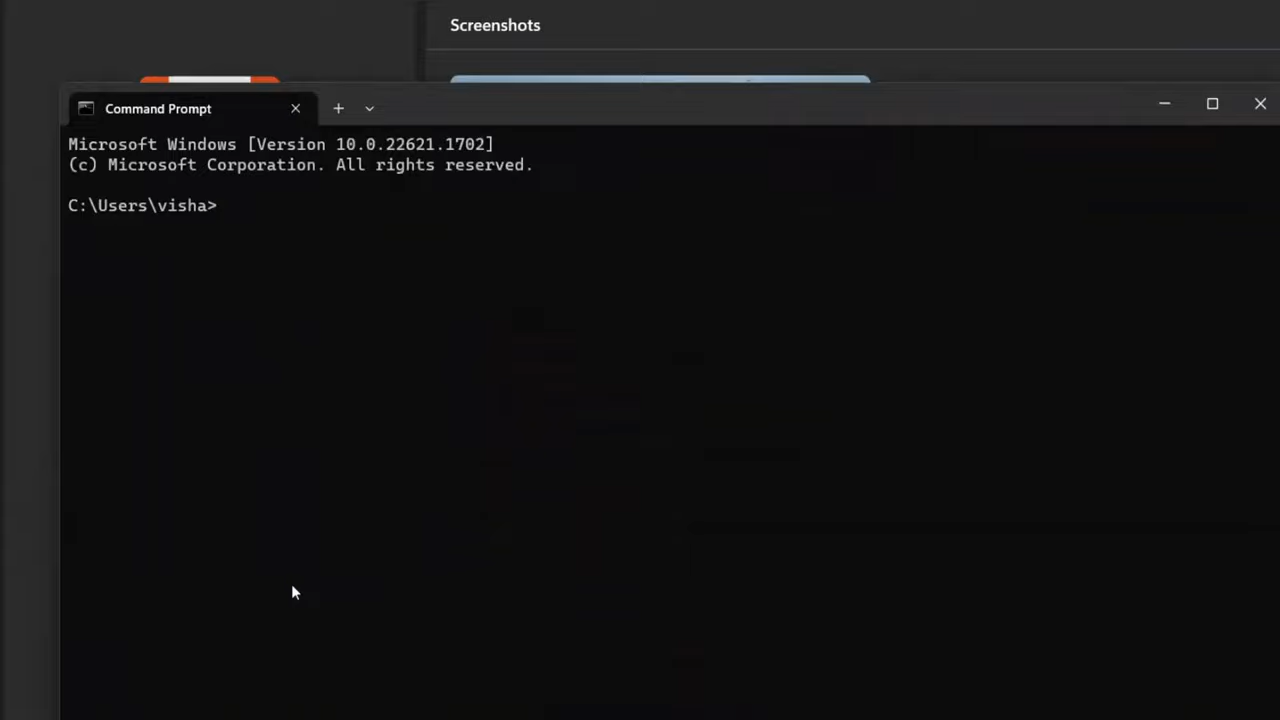 Screenshots
Command Prompt
Microsoft Windows [Version 10.0.22621.1702]
(c) Microsoft Corporation. All rights reserved.
C:\Users\visha>